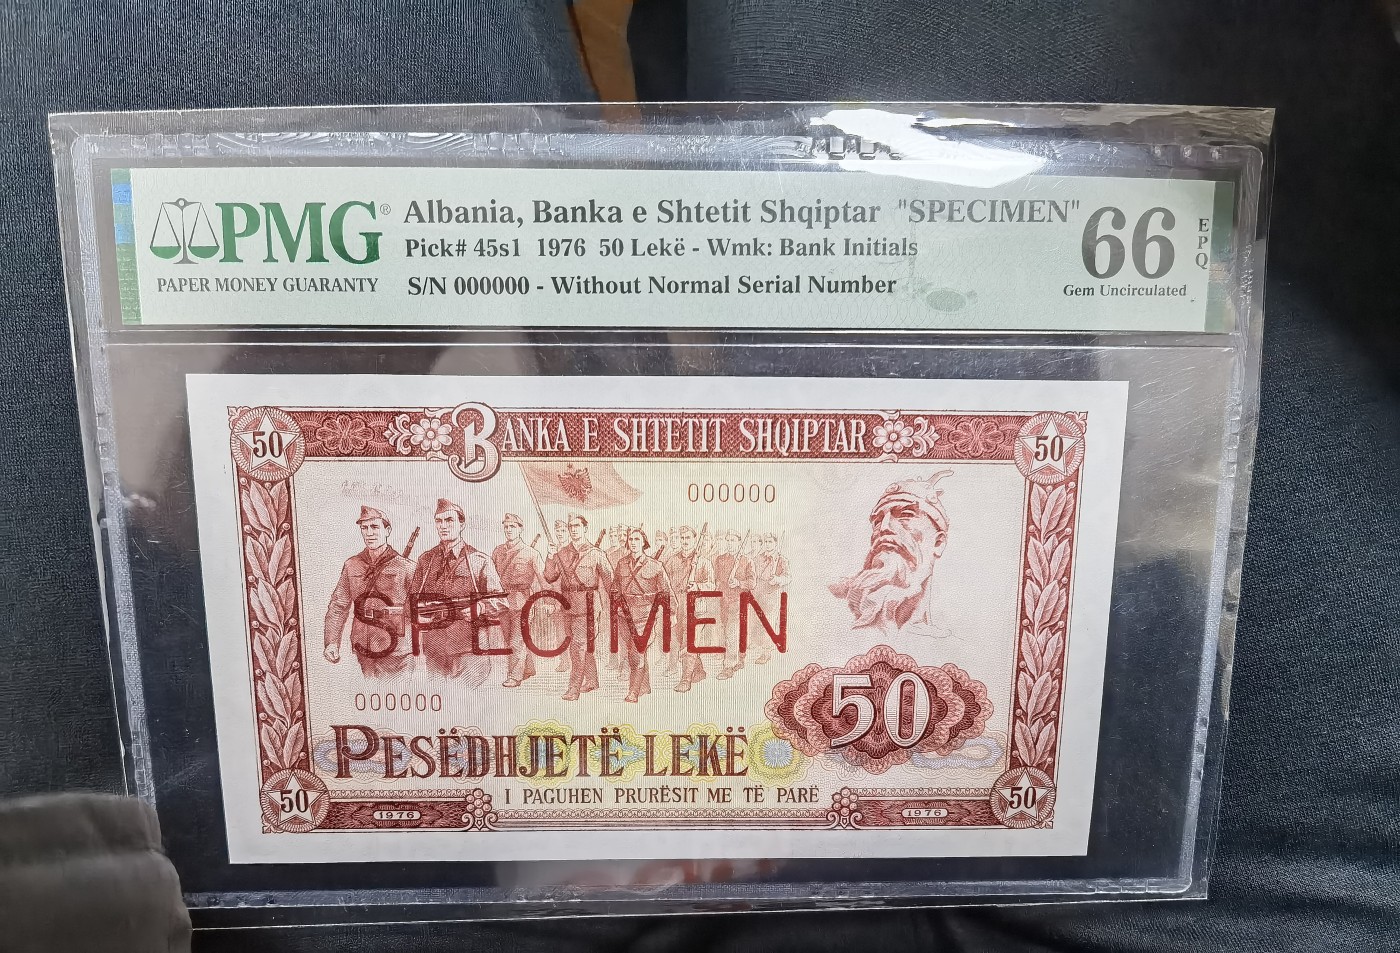 PMG®
PAPER MONEY GUARANTY
Albania, Banka e Shtetit Shqiptar "SPECIMEN"
Pick# 45s1 1976 50 Lekë - Wmk: Bank Initials
S/N 000000 - Without Normal Serial Number
66
EPQ
Gem Uncirculated
50
BANKA E SHTETIT SHQIPTAR
50
000000
SPECIMEN
000000
50
PESËDHJETË LEKË
50
I PAGUHEN PRURËSIT ME TË PARË
50
1976
1976